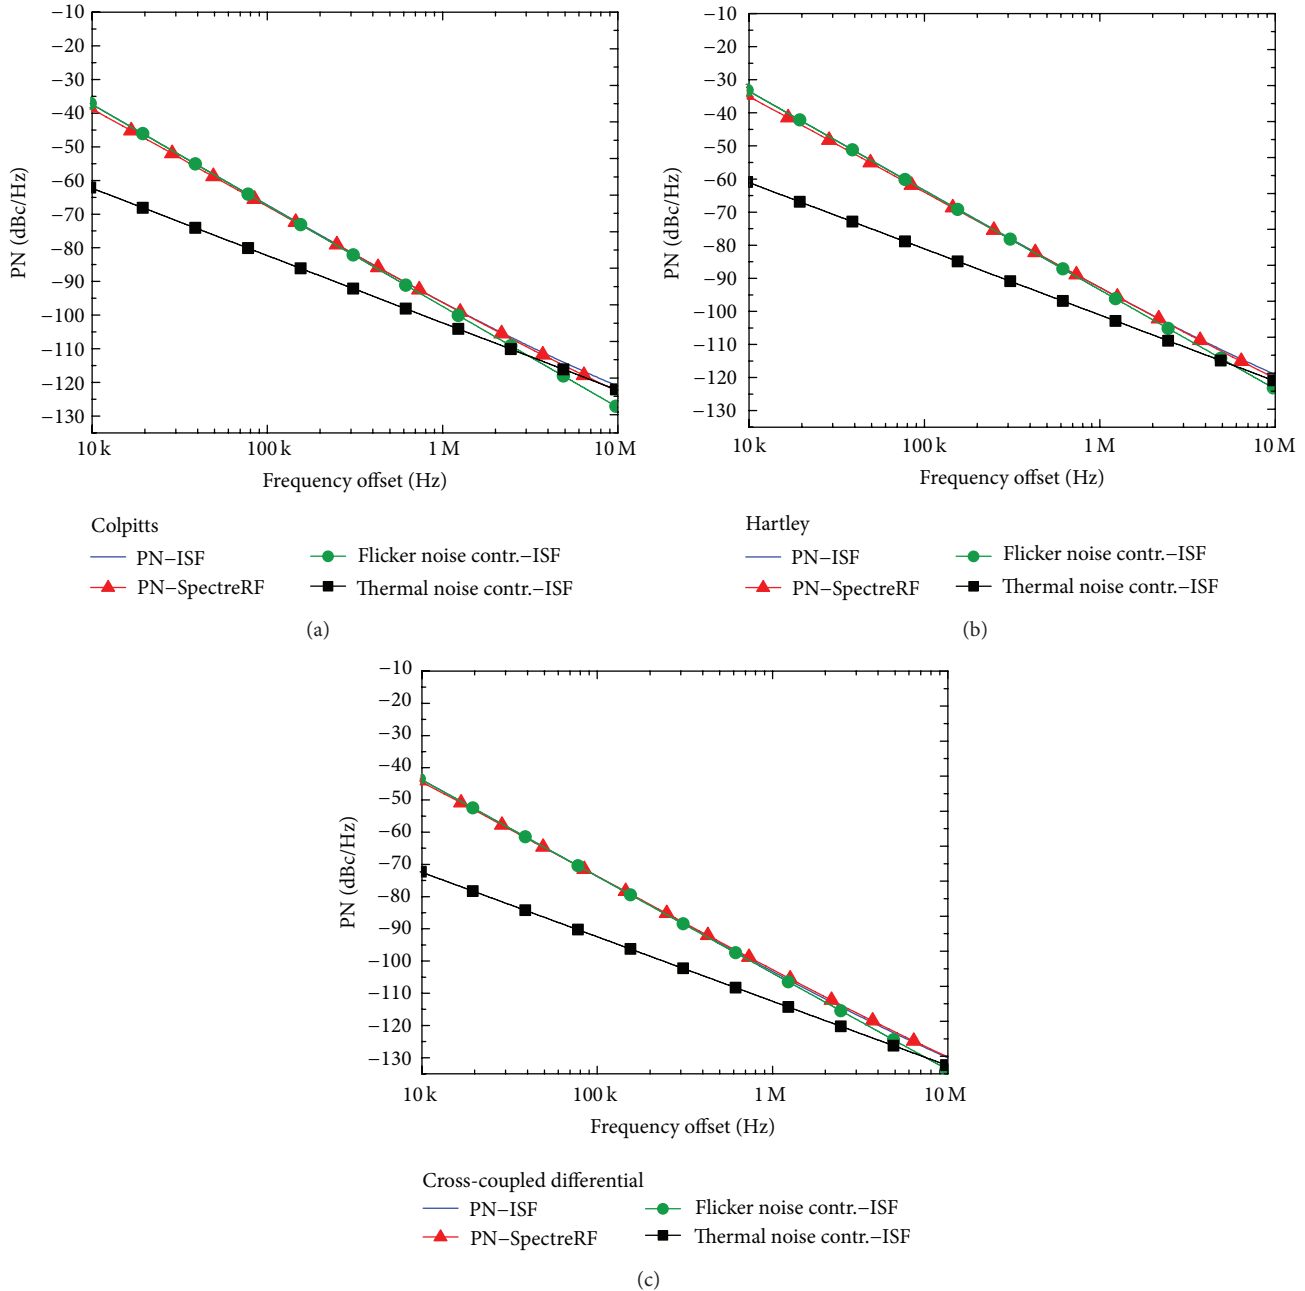 −10
−20
−30
−40
−50
−60
−70
−80
−90
−100
−110
−120
−130
PN (dBc/Hz)
10 k
100 k
1 M
10 M
Frequency offset (Hz)
Colpitts
PN−ISF
PN−SpectreRF
Flicker noise contr.−ISF
Thermal noise contr.−ISF
(a)
−10
−20
−30
−40
−50
−60
−70
−80
−90
−100
−110
−120
−130
PN (dBc/Hz)
10 k
100 k
1 M
10 M
Frequency offset (Hz)
Hartley
PN−ISF
PN−SpectreRF
Flicker noise contr.−ISF
Thermal noise contr.−ISF
(b)
−10
−20
−30
−40
−50
−60
−70
−80
−90
−100
−110
−120
−130
PN (dBc/Hz)
10 k
100 k
1 M
10 M
Frequency offset (Hz)
Cross-coupled differential
PN−ISF
PN−SpectreRF
Flicker noise contr.−ISF
Thermal noise contr.−ISF
(c)